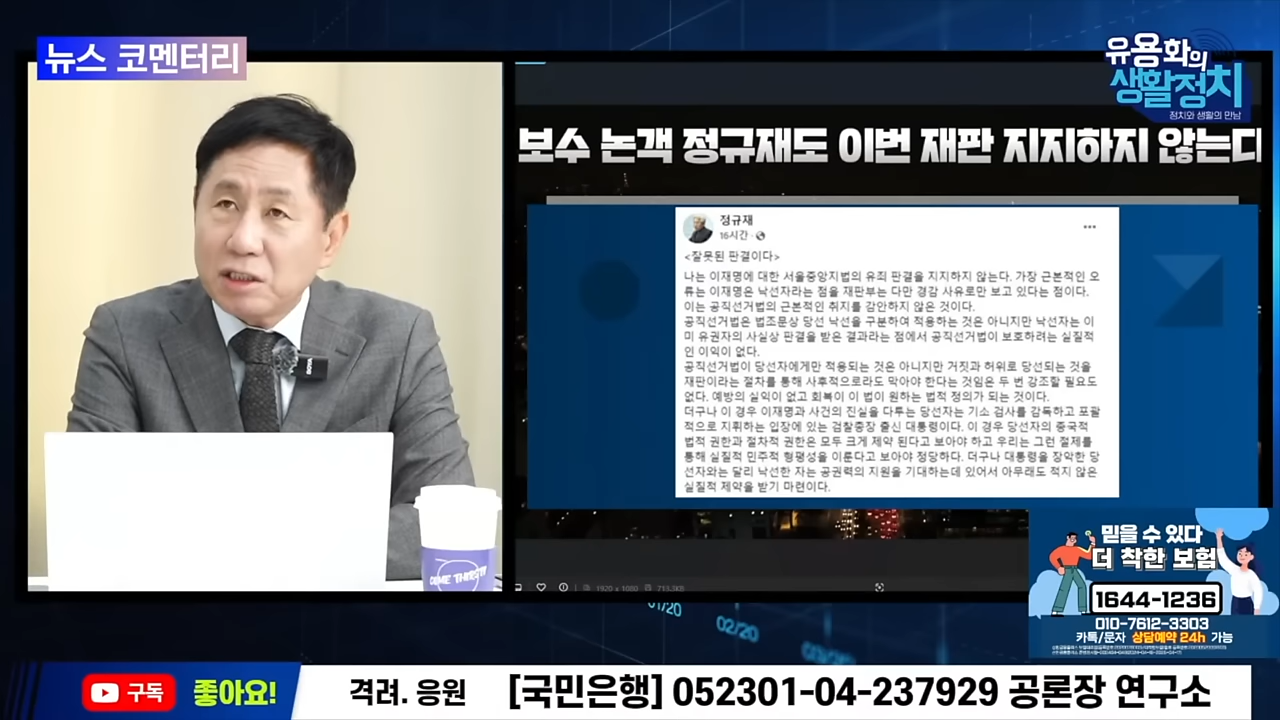 뉴스 코멘터리
유용화의
생활정치
정치와 생활의 만남
보수 논객 정규재도 이번 재판 지지하지 않는다
정규재
16시간
<잘못된 판결이다>
나는 이재명에 대한 서울중앙지법의 유죄 판결을 지지하지 않는다. 가장 근본적인 오
류는 이재명은 낙선자라는 점을 재판부는 다만 경감 사유로만 보고 있다는 점이다.
이는 공직선거법의 근본적인 취지를 감안하지 않은 것이다.
공직선거법은 법조문상 당선 낙선을 구분하여 적용하는 것은 아니지만 낙선자는 이
미 유권자의 사실상 판결을 받은 결과라는 점에서 공직선거법이 보호하려는 실질적
인 이익이 없다.
공직선거법이 당선자에게만 적용되는 것은 아니지만 거짓과 허위로 당선되는 것을
재판이라는 절차를 통해 사후적으로라도 막아야 한다는 것임은 두 번 강조할 필요도
없다. 예방의 실익이 없고 회복이 이 법이 원하는 법적 정의가 되는 것이다.
더구나 이 경우 이재명과 사건의 진실을 다투는 당선자는 기소 검사를 감독하고 포괄
적으로 지휘하는 입장에 있는 검찰총장 출신 대통령이다. 이 경우 당선자의 종국적
법적 권한과 절차적 권한은 모두 크게 제약 된다고 보아야 하고 우리는 그런 절제를
통해 실질적 민주적 형평성을 이룬다고 보아야 정당하다. 더구나 대통령을 장악한 당
선자와는 달리 낙선한 자는 공권력의 지원을 기대하는데 있어서 아무래도 적지 않은
실질적 제약을 받기 마련이다.
1920 x 1080
01/20
02/20
믿을 수 있다
더 착한 보험
1644-1236
010-7612-3303
카톡/문자 상담예약 24h 가능
구독
좋아요!
격려. 응원
[국민은행] 052301-04-237929 공론장 연구소